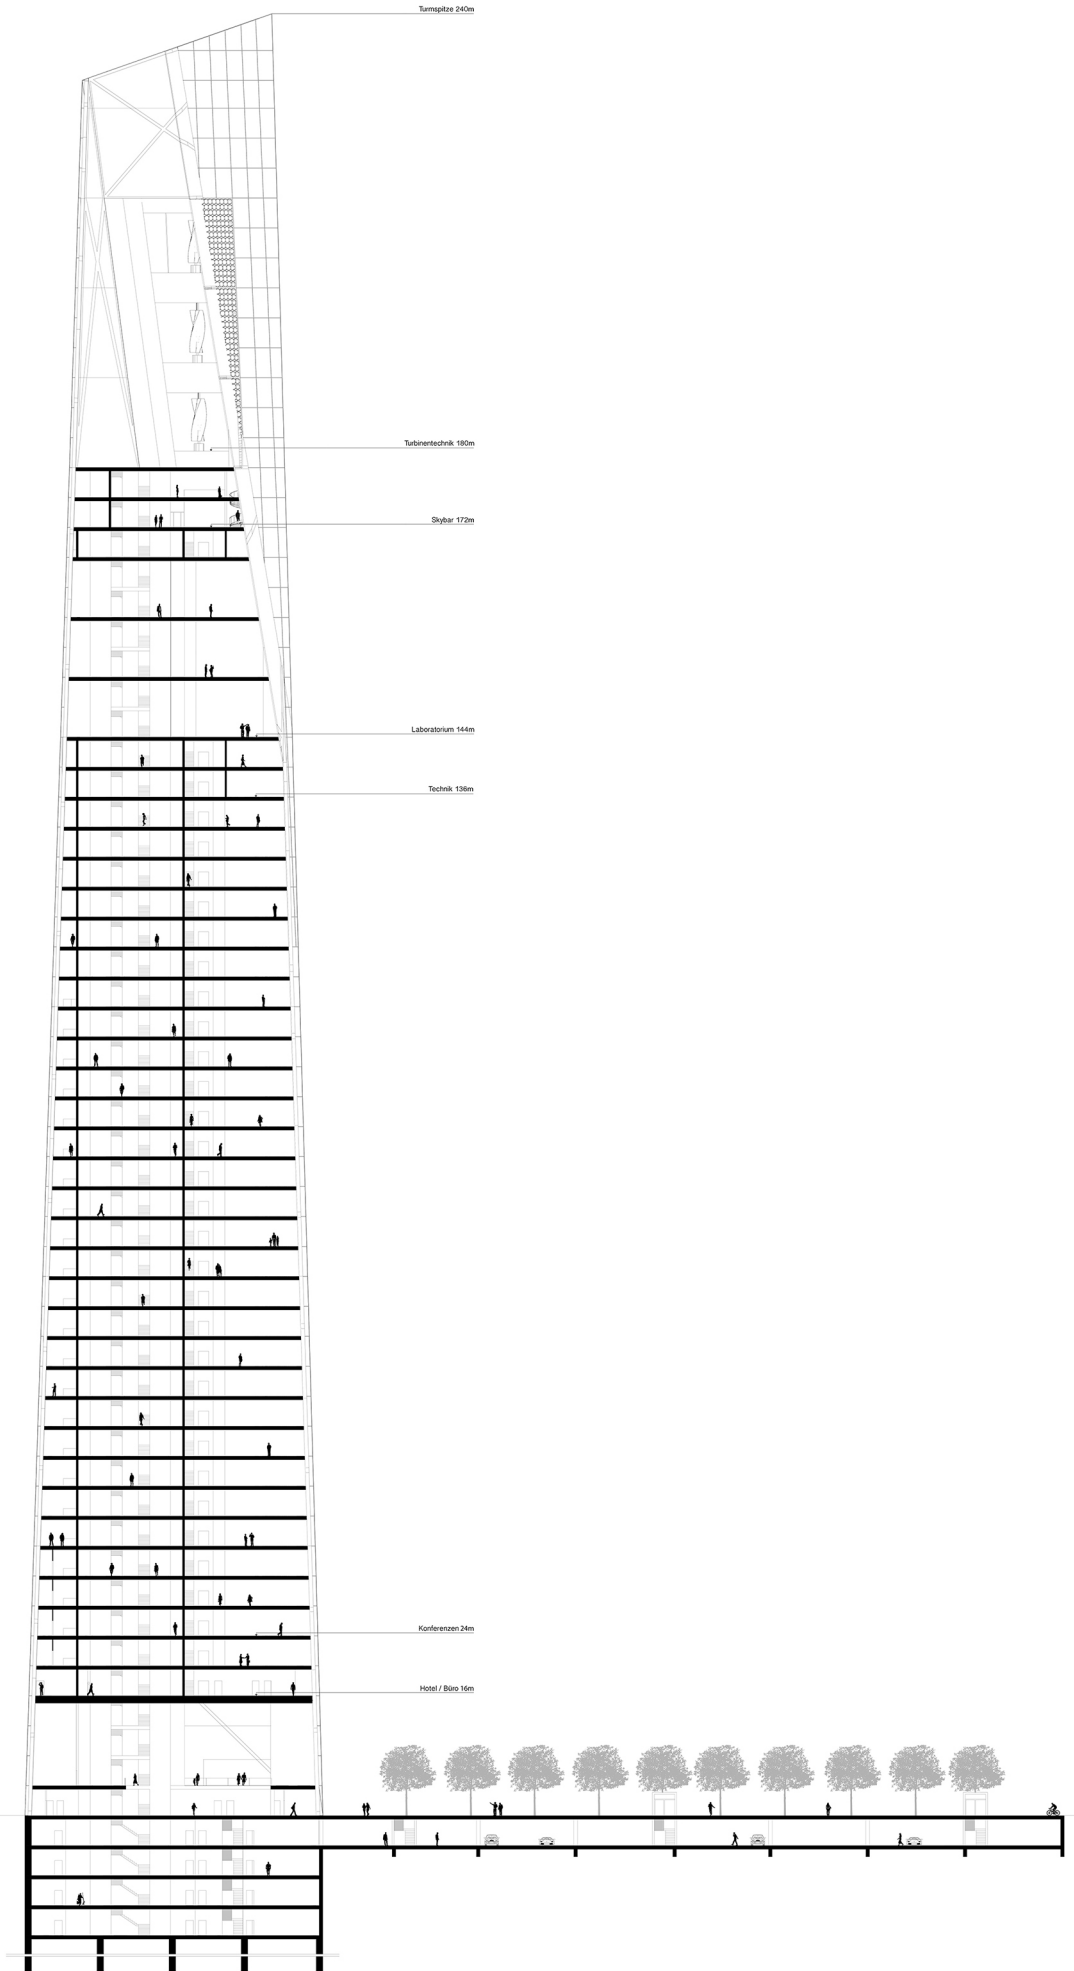 Turmspitze 240m
Turbinentechnik 180m
Skybar 172m
Laboratorium 144m
Technik 136m
Konferenzen 24m
Hotel / Büro 16m